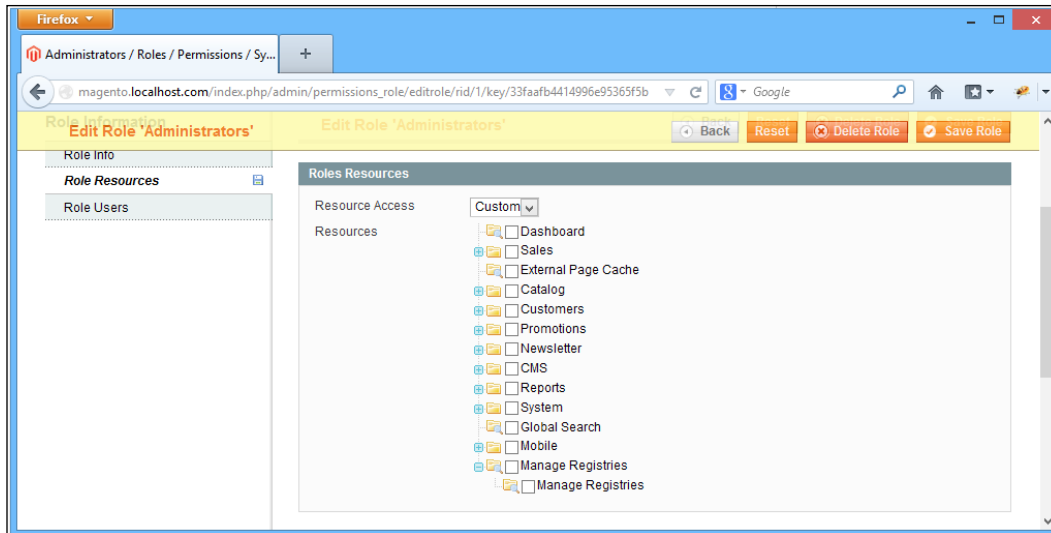 Firefox
Administrators / Roles / Permissions / Sy...
magento.localhost.com/index.php/admin/permissions_role/editrole/rid/1/key/33faafb4414996e95365f5b
Google
Role Information
Edit Role 'Administrators'
Edit Role 'Administrators'
Back
Reset
Delete Role
Save Role
Role Info
Role Resources
Role Users
Roles Resources
Resource Access
Custom
Resources
Dashboard
Sales
External Page Cache
Catalog
Customers
Promotions
Newsletter
CMS
Reports
System
Global Search
Mobile
Manage Registries
Manage Registries